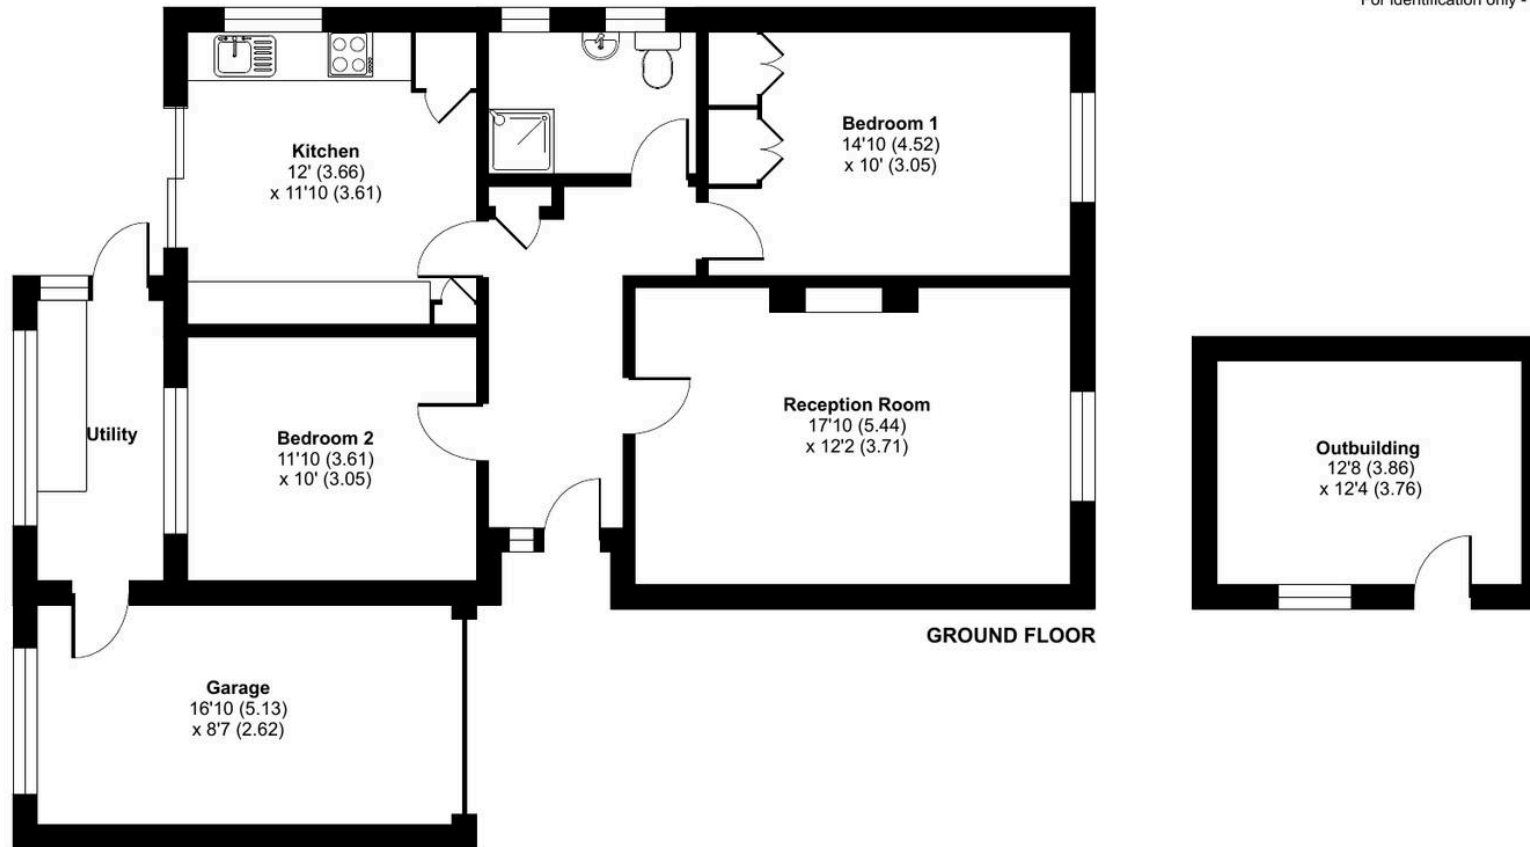 For identification only -
Kitchen
12' (3.66)
x 11'10 (3.61)
Bedroom 1
14'10 (4.52)
x 10' (3.05)
Utility
Bedroom 2
11'10 (3.61)
x 10' (3.05)
Reception Room
17'10 (5.44)
x 12'2 (3.71)
Outbuilding
12'8 (3.86)
x 12'4 (3.76)
GROUND FLOOR
Garage
16'10 (5.13)
x 8'7 (2.62)